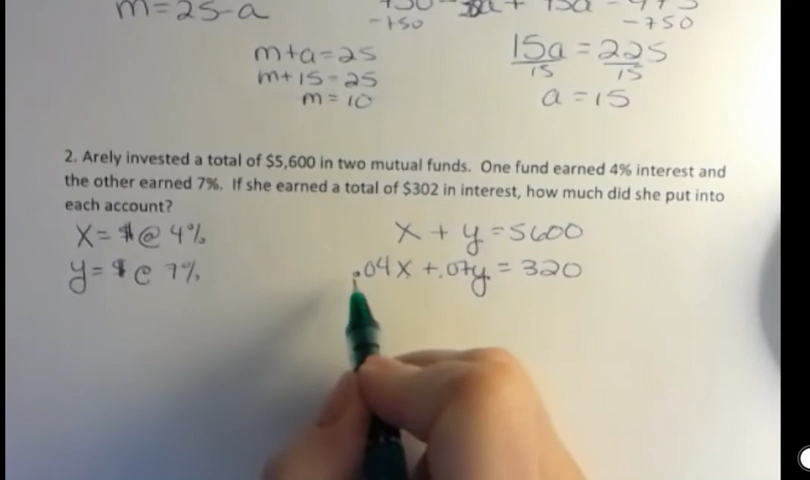 m=25-a
-750
-750
m+a=25
m+15=25
m=10
15a = 225
15 15
a = 15
2. Arely invested a total of $5,600 in two mutual funds. One fund earned 4% interest and
the other earned 7%. If she earned a total of $302 in interest, how much did she put into
each account?
x=$@4%
y=$@7%
x+y=5600
.04x+.07y=320